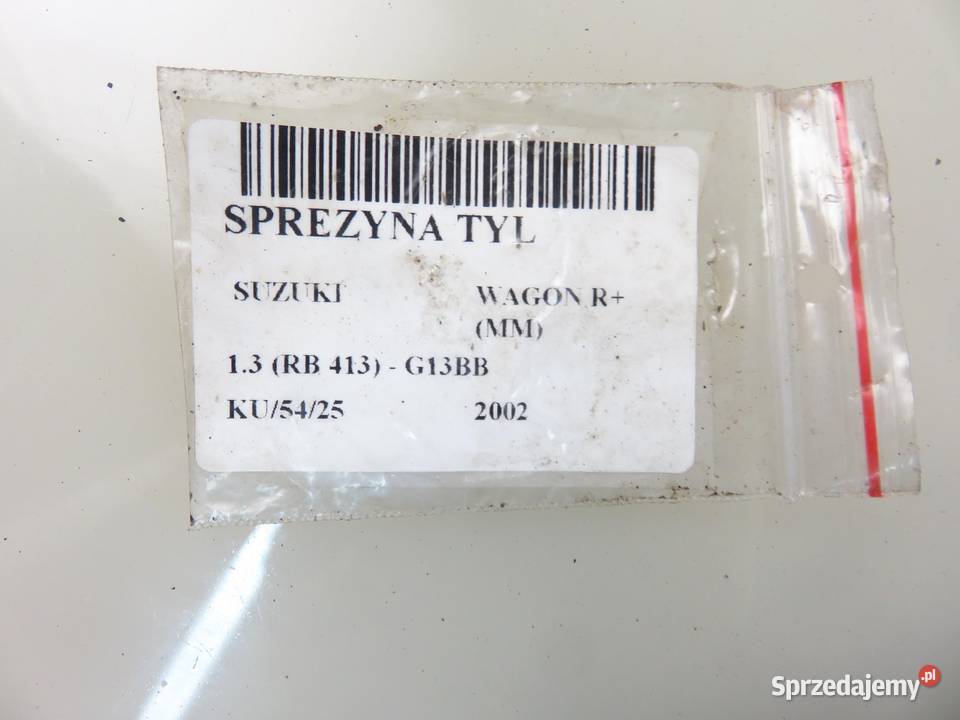 SPREZYNA TYL
SUZUKI WAGON R+
(MM)
1.3 (RB 413) - G13BB
KU/54/25 2002
Sprzedajemy.pl